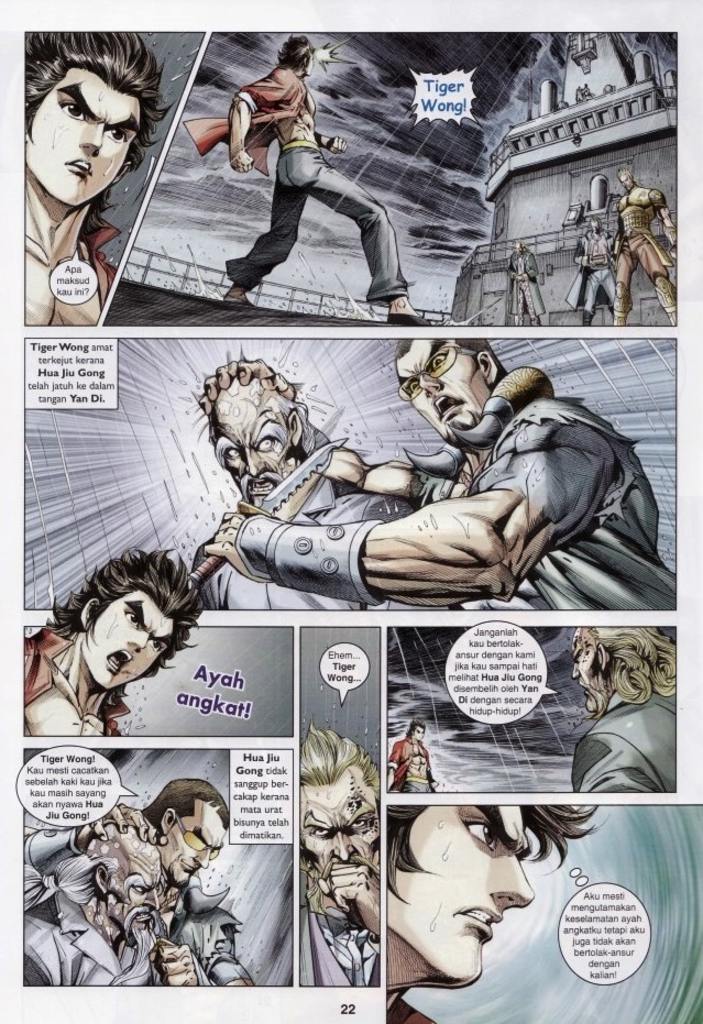 Apa
maksud
kau ini?
Tiger
Wong!
Tiger Wong amat
terkejut kerana
Hua Jiu Gong
telah jatuh ke dalam
tangan Yan Di.
Ayah
angkat!
Ehem...
Tiger
Wong...
Janganlah
kau bertolak-
ansur dengan kami
jika kau sampai hati
melihat Hua Jiu Gong
disembelih oleh Yan
Di dengan secara
hidup-hidup!
Tiger Wong!
Kau mesti cacatkan
sebelah kaki kau jika
kau masih sayang
akan nyawa Hua
Jiu Gong!
Hua Jiu
Gong tidak
sanggup ber-
cakap kerana
mata urat
bisunya telah
dimatikan.
Aku mesti
mengutamakan
keselamatan ayah
angkatku tetapi aku
juga tidak akan
bertolak-ansur
dengan
kalian!
22